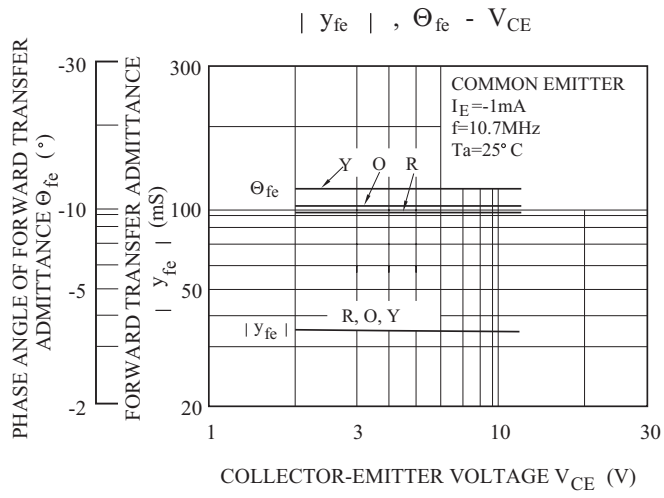 | yfe | , Θfe - VCE
PHASE ANGLE OF FORWARD TRANSFER
ADMITTANCE Θfe (°)
-30
-10
-5
-2
FORWARD TRANSFER ADMITTANCE
| yfe | (mS)
300
100
50
20
COMMON EMITTER
IE=-1mA
f=10.7MHz
Ta=25°C
Y O R
Θfe
R, O, Y
| yfe |
1 3 10 30
COLLECTOR-EMITTER VOLTAGE VCE (V)